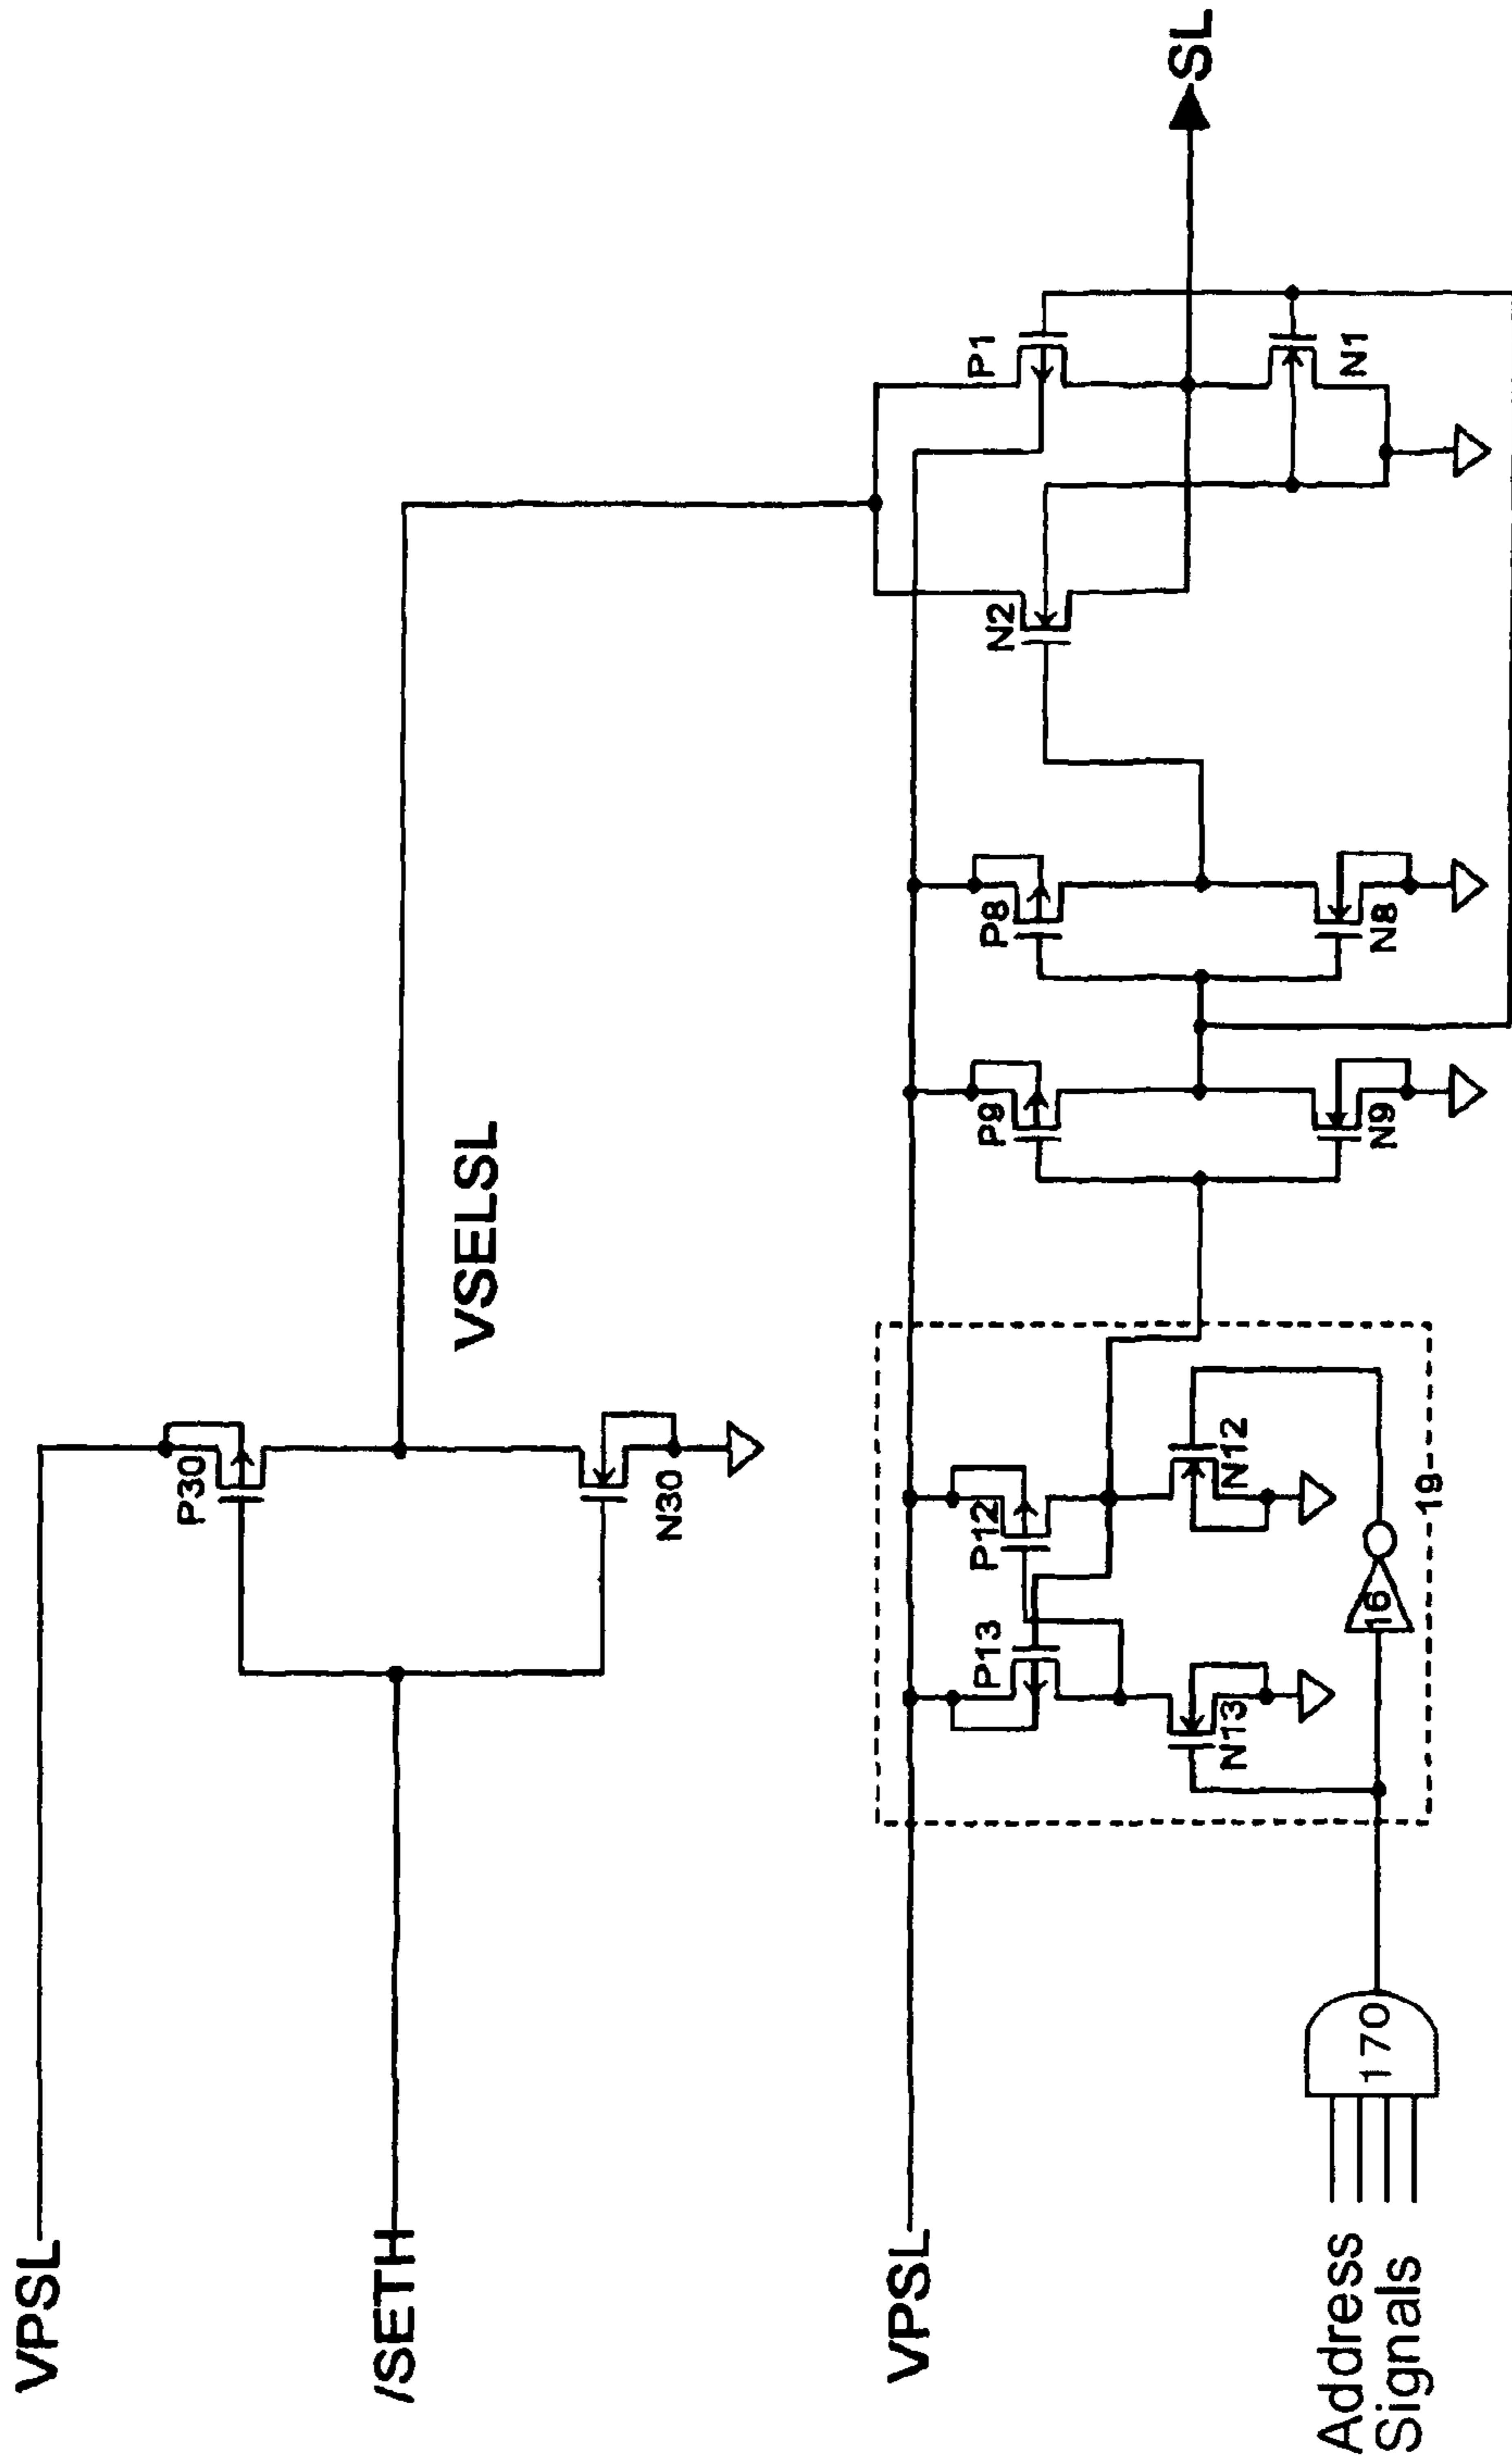 VPSL
P30
/SETH
VSELSL
N30
VPSL
P13
P12
P9
P8
N2
P1
SL
N13
N12
N9
N8
N1
16
19
170
Address
Signals